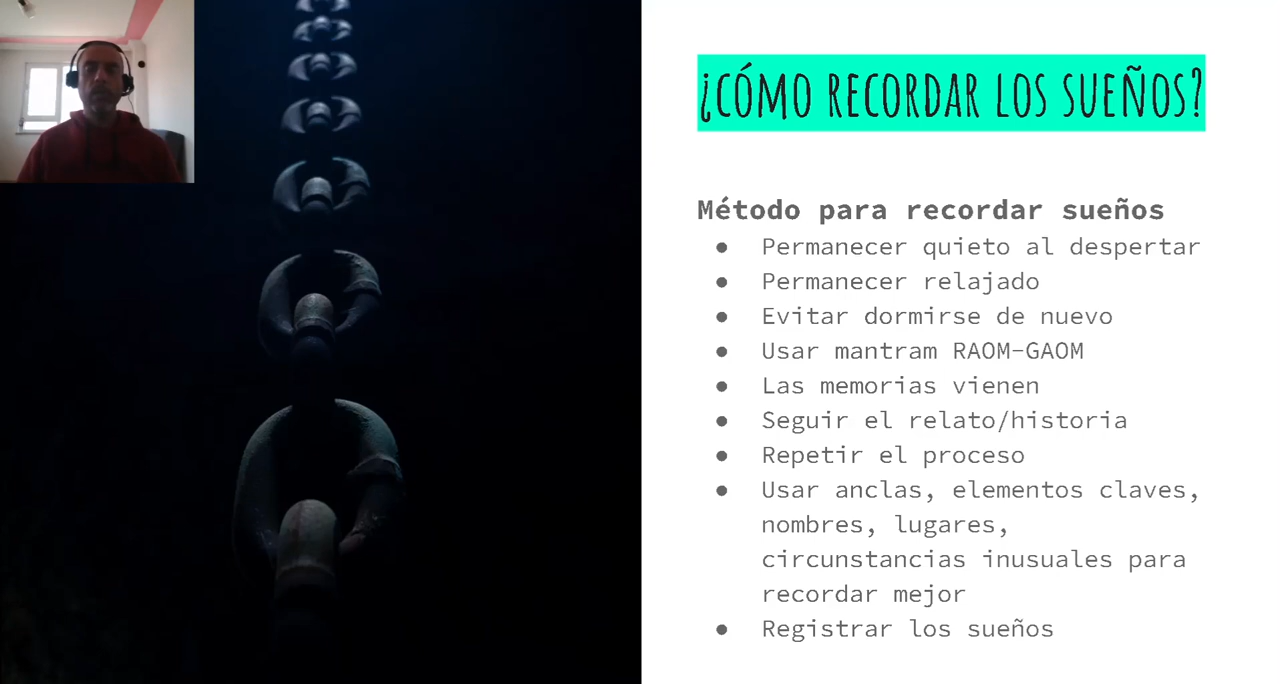 ¿CÓMO RECORDAR LOS SUEÑOS?
Método para recordar sueños
● Permanecer quieto al despertar
● Permanecer relajado
● Evitar dormirse de nuevo
● Usar mantram RAOM-GAOM
● Las memorias vienen
● Seguir el relato/historia
● Repetir el proceso
● Usar anclas, elementos claves,
nombres, lugares,
circunstancias inusuales para
recordar mejor
● Registrar los sueños